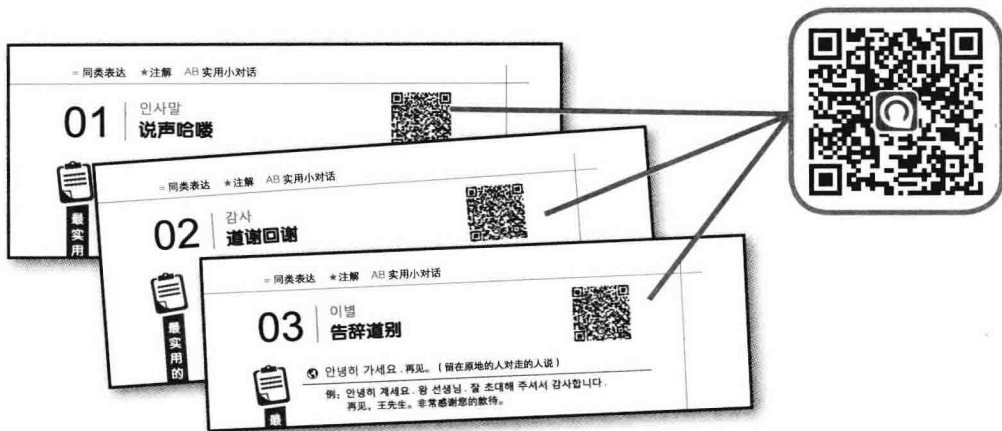 = 同类表达 ★注解 AB 实用小对话
01
인사말
说声哈喽
最实用
= 同类表达 ★注解 AB 实用小对话
02
감사
道谢回谢
最实用的
= 同类表达 ★注解 AB 实用小对话
03
이별
告辞道别
最
안녕히 가세요 . 再见。（留在原地的人对走的人说）
例：안녕히 계세요 . 왕 선생님 . 잘 초대해 주셔서 감사합니다 .
再见，王先生。非常感谢您的款待。